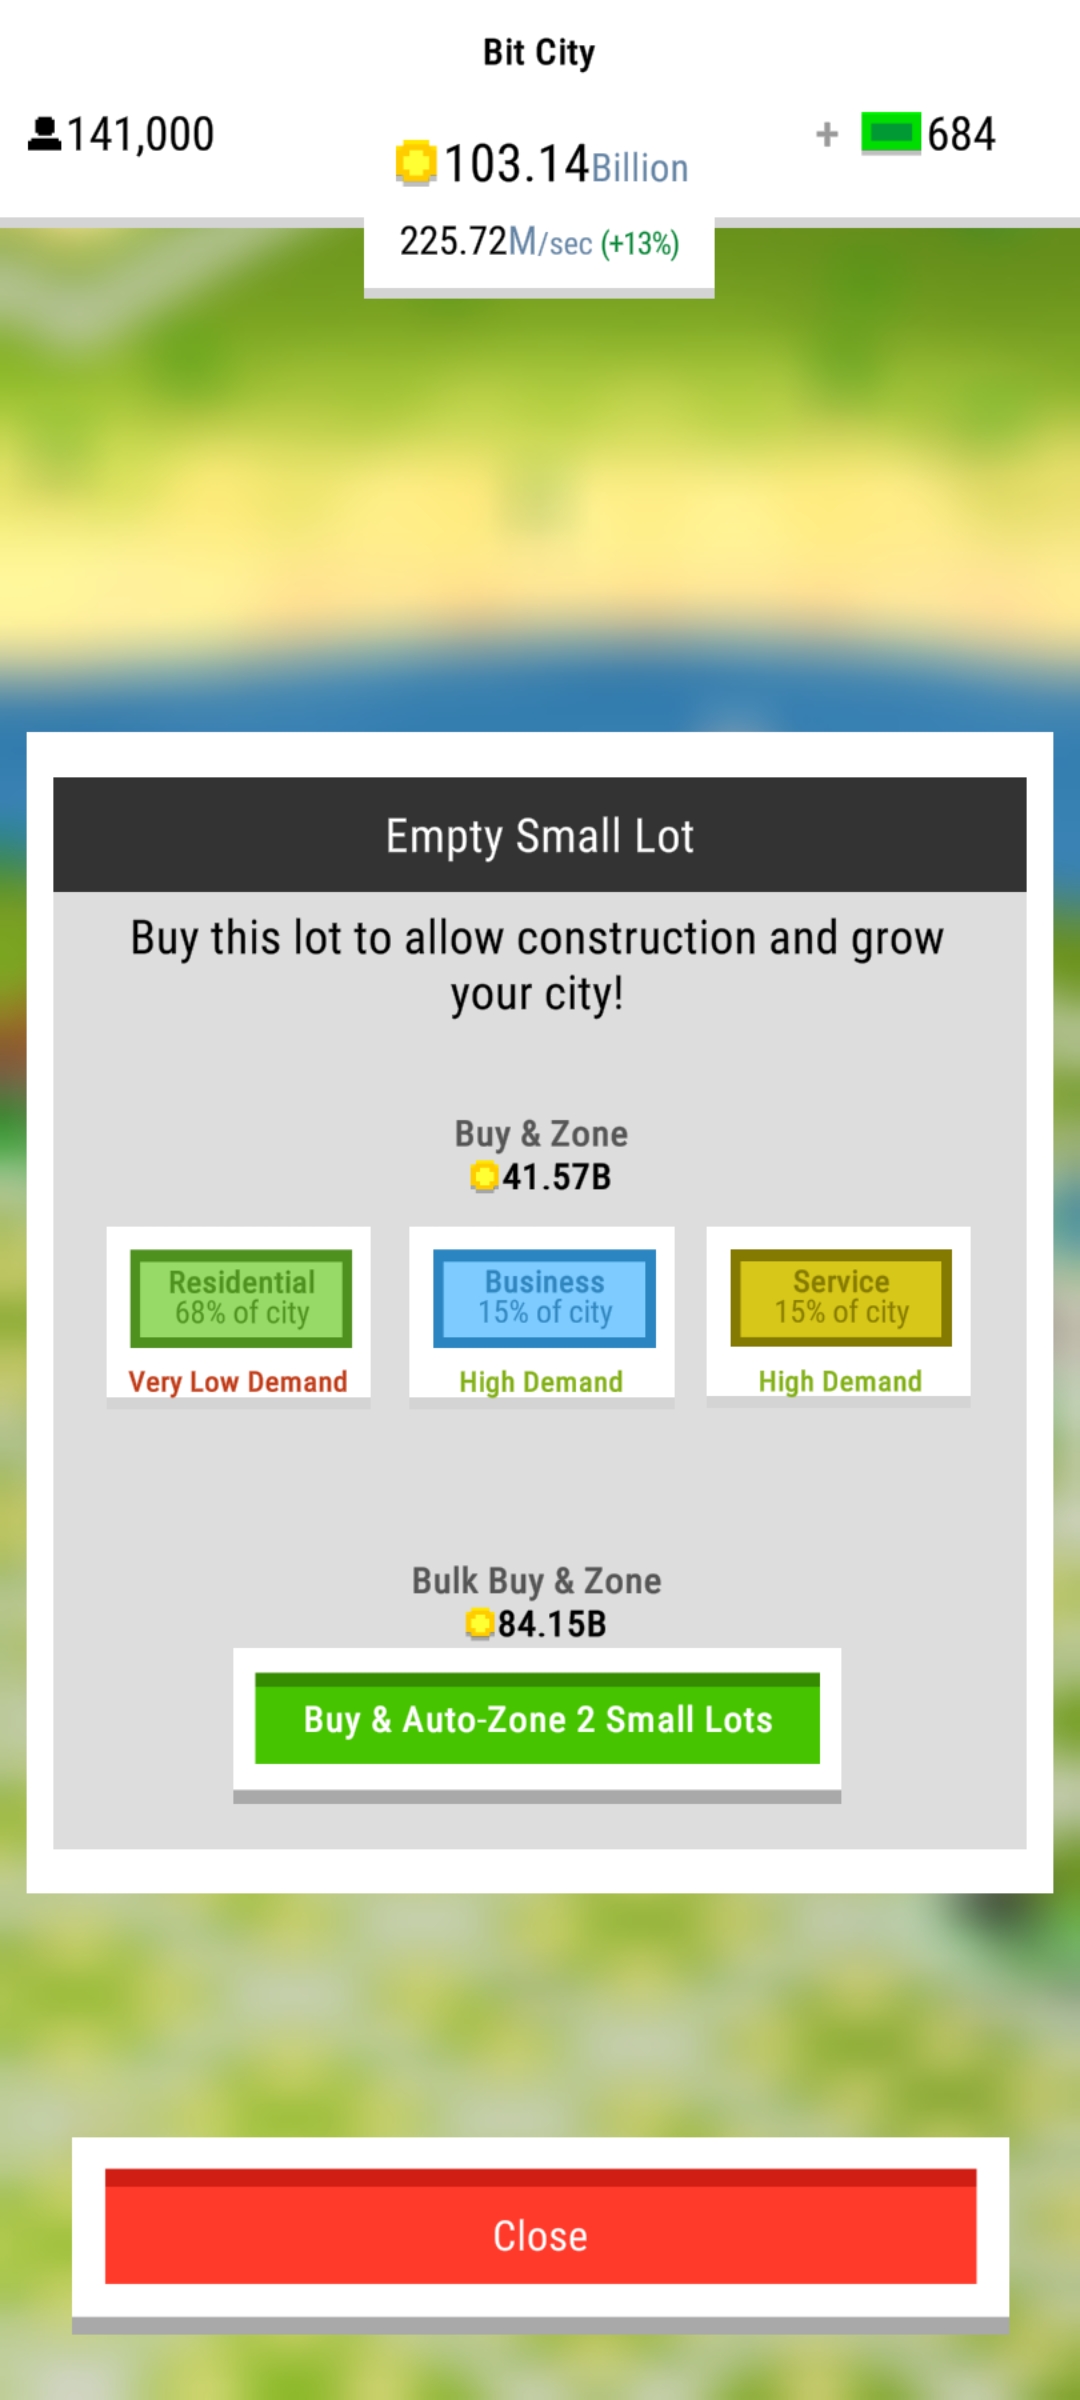 Bit City
141,000
103.14Billion
+ 684
225.72M/sec (+13%)
Empty Small Lot
Buy this lot to allow construction and grow
your city!
Buy & Zone
41.57B
Residential
68% of city
Very Low Demand
Business
15% of city
High Demand
Service
15% of city
High Demand
Bulk Buy & Zone
84.15B
Buy & Auto-Zone 2 Small Lots
Close